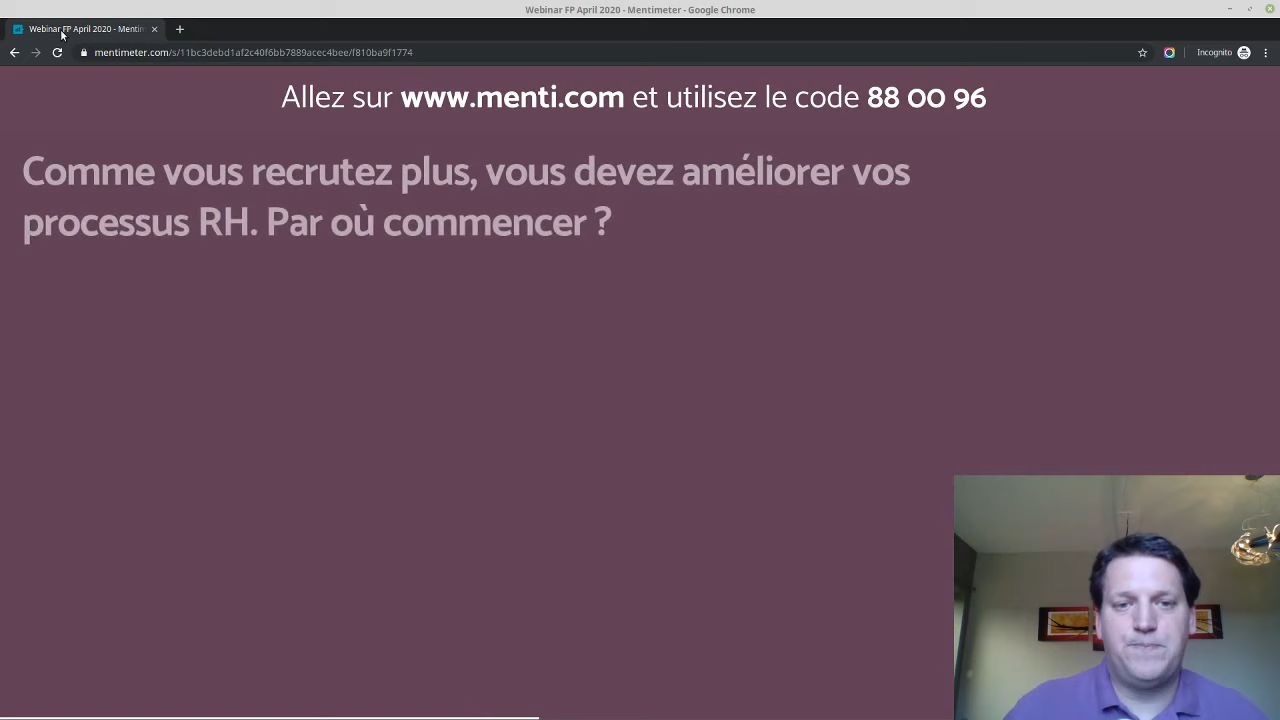 Webinar FP April 2020 - Mentimeter - Google Chrome
Webinar FP April 2020 - Mentim
mentimeter.com/s/11bc3debd1af2c40f6bb7889acec4bee/f810ba9f1774
Incognito
Allez sur www.menti.com et utilisez le code 88 00 96
Comme vous recrutez plus, vous devez améliorer vos
processus RH. Par où commencer ?